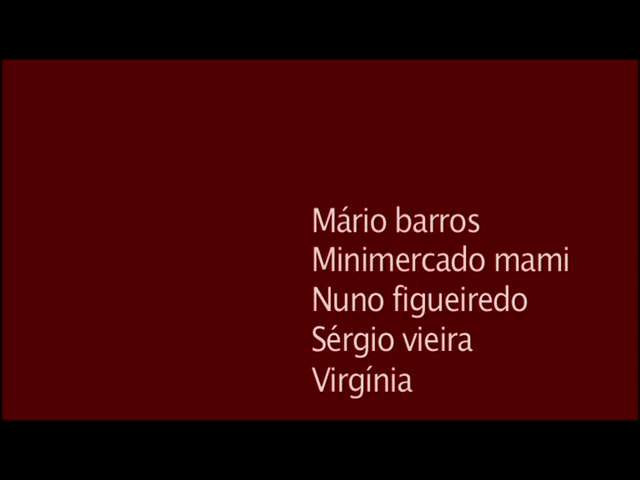 Mário barros
Minimercado mami
Nuno figueiredo
Sérgio vieira
Virgínia